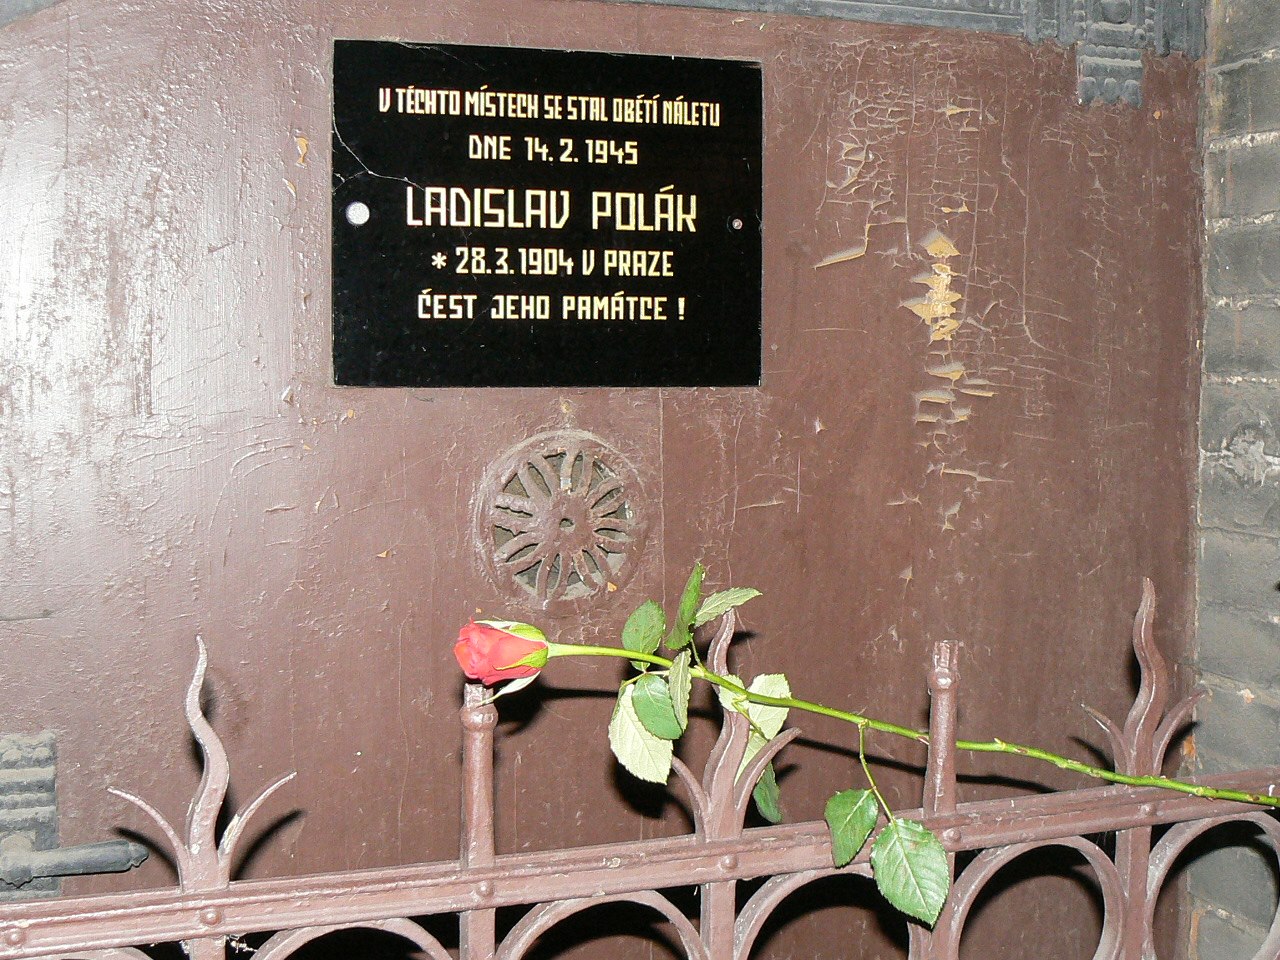 V TĚCHTO MÍSTECH SE STAL OBĚTÍ NÁLETU
DNE 14.2.1945
LADISLAV POLÁK
* 28.3.1904 V PRAZE
ČEST JEHO PAMÁTCE !